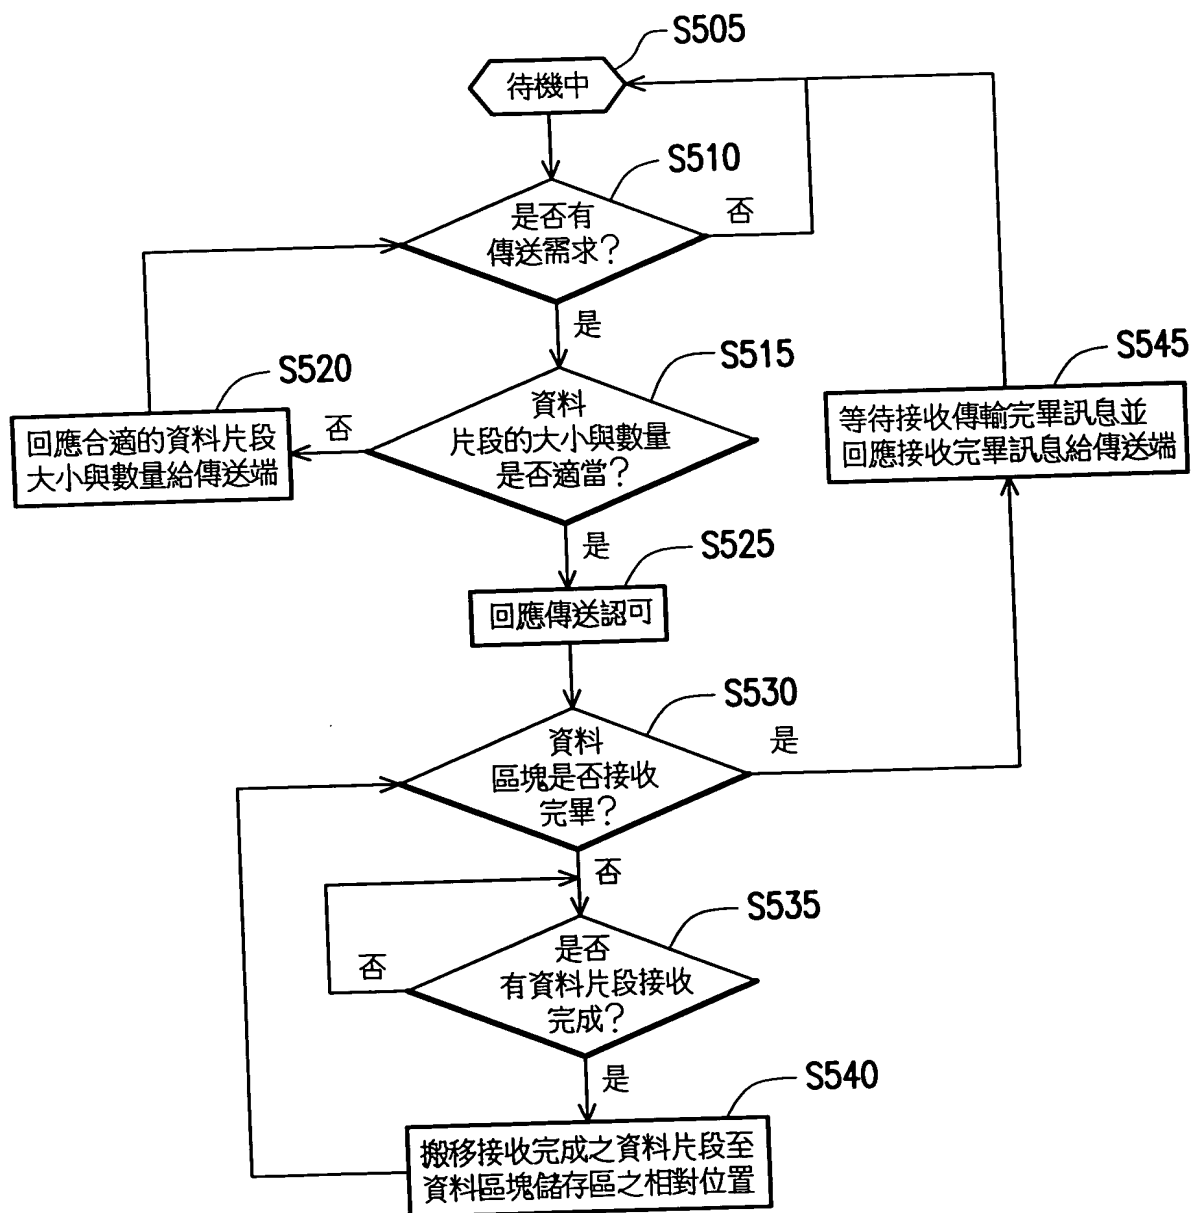 S505
待機中
S510
是否有
傳送需求?
否
是
S515
資料
片段的大小與數量
是否適當?
否
S520
回應合適的資料片段
大小與數量給傳送端
S545
等待接收傳輸完畢訊息並
回應接收完畢訊息給傳送端
是
S525
回應傳送認可
S530
資料
區塊是否接收
完畢?
是
否
S535
是否
有資料片段接收
完成?
否
是
S540
搬移接收完成之資料片段至
資料區塊儲存區之相對位置